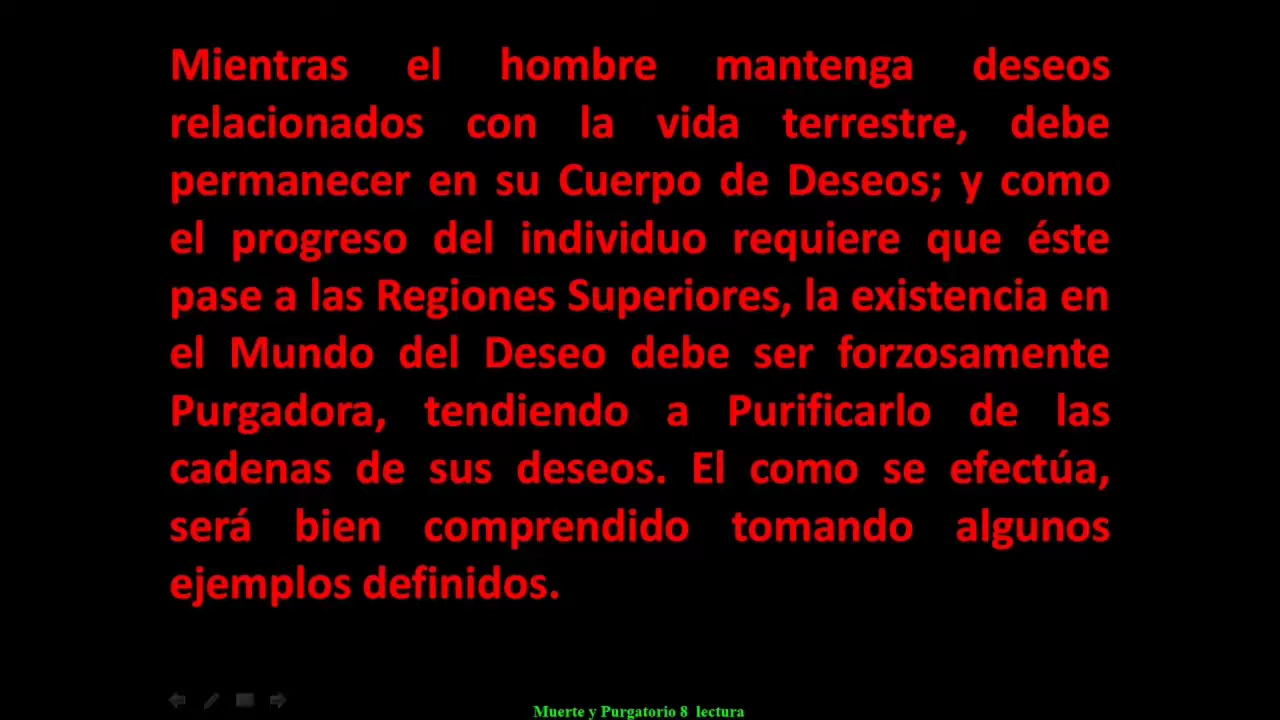 Mientras el hombre mantenga deseos
relacionados con la vida terrestre, debe
permanecer en su Cuerpo de Deseos; y como
el progreso del individuo requiere que éste
pase a las Regiones Superiores, la existencia en
el Mundo del Deseo debe ser forzosamente
Purgadora, tendiendo a Purificarlo de las
cadenas de sus deseos. El como se efectúa,
será bien comprendido tomando algunos
ejemplos definidos.
Muerte y Purgatorio 8 lectura